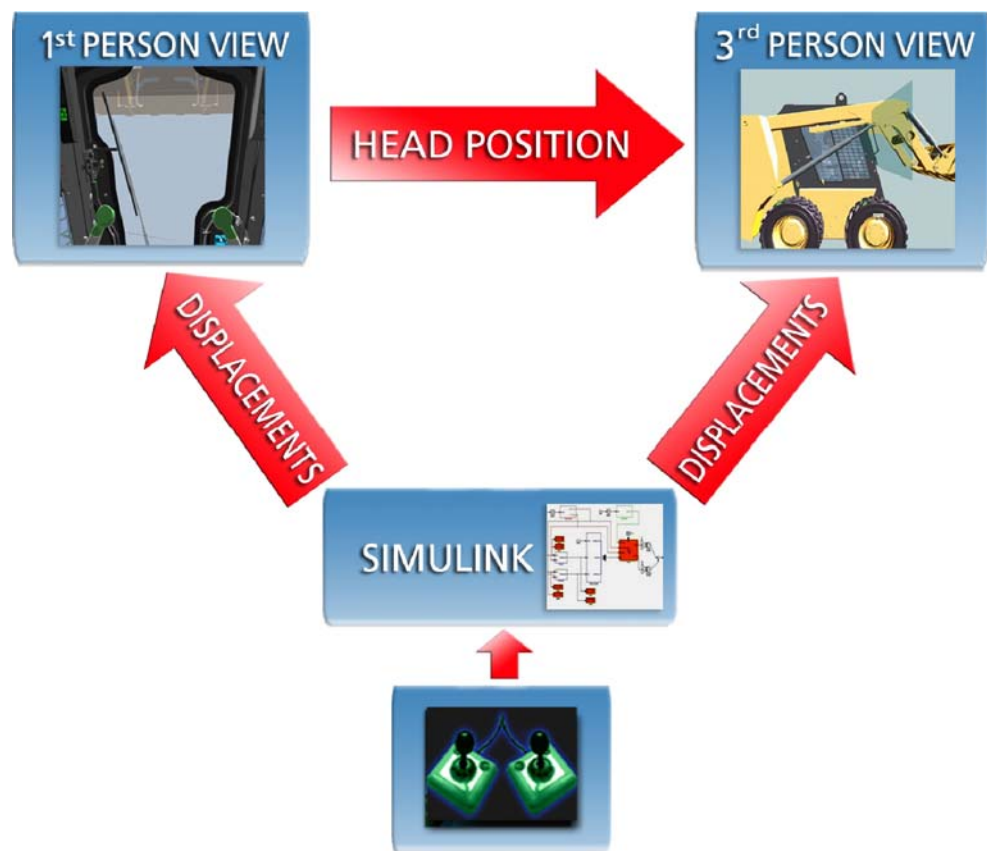 1st PERSON VIEW
3rd PERSON VIEW
HEAD POSITION
DISPLACEMENTS
DISPLACEMENTS
SIMULINK